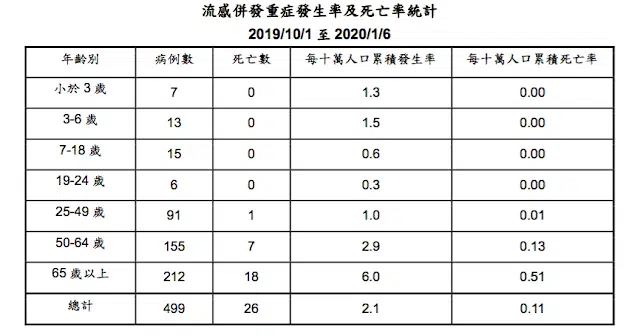 流感併發重症發生率及死亡率統計
2019/10/1 至 2020/1/6
年齡別 病例數 死亡數 每十萬人口累積發生率 每十萬人口累積死亡率
小於 3 歲 7 0 1.3 0.00
3-6 歲 13 0 1.5 0.00
7-18 歲 15 0 0.6 0.00
19-24 歲 6 0 0.3 0.00
25-49 歲 91 1 1.0 0.01
50-64 歲 155 7 2.9 0.13
65 歲以上 212 18 6.0 0.51
總計 499 26 2.1 0.11